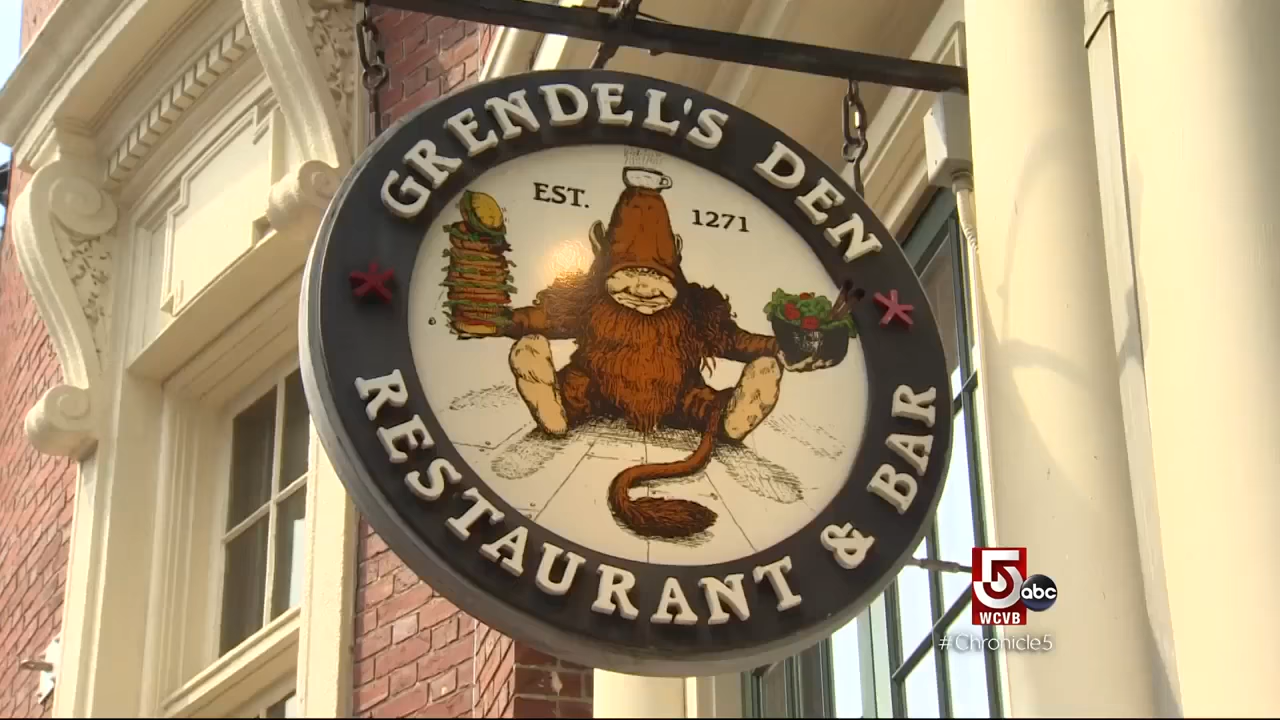 GRENDEL'S DEN
EST. 1271
RESTAURANT & BAR
5 abc
WCVB
#Chronicle5